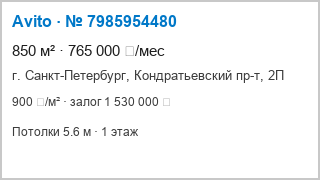 Avito · № 7985954480
850 м² · 765 000 □/мес
г. Санкт-Петербург, Кондратьевский пр-т, 2П
900 □/м² · залог 1 530 000 □
Потолки 5.6 м · 1 этаж